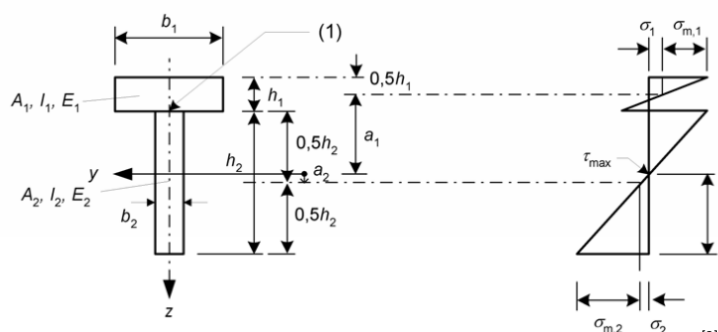 b₁
(1)
σ₁
σₘ,₁
0,5h₁
A₁, I₁, E₁
h₁
a₁
0,5h₂
h₂
τₘₐₓ
y
a₂
A₂, I₂, E₂
b₂
0,5h₂
z
σₘ,₂
σ₂